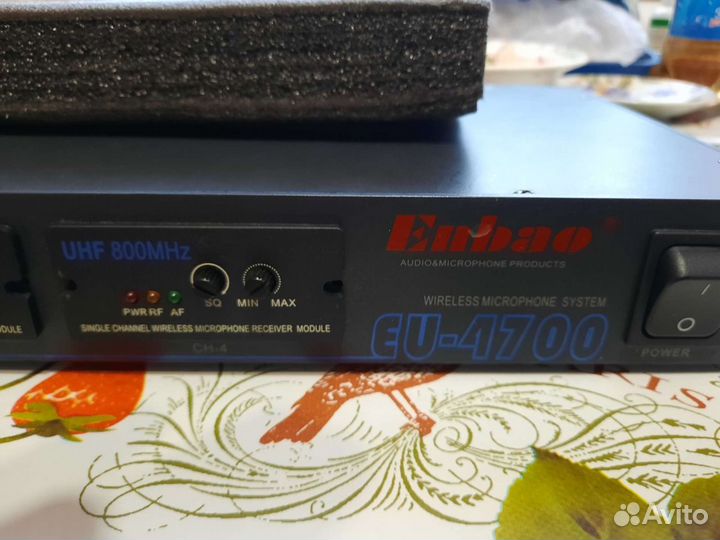 UHF 800MHz
PWR RF AF SQ MIN MAX
SINGLE CHANNEL WIRELESS MICROPHONE RECEIVER MODULE
CH-4
Enbao®
AUDIO&MICROPHONE PRODUCTS
WIRELESS MICROPHONE SYSTEM
EU-4700
POWER
Avito